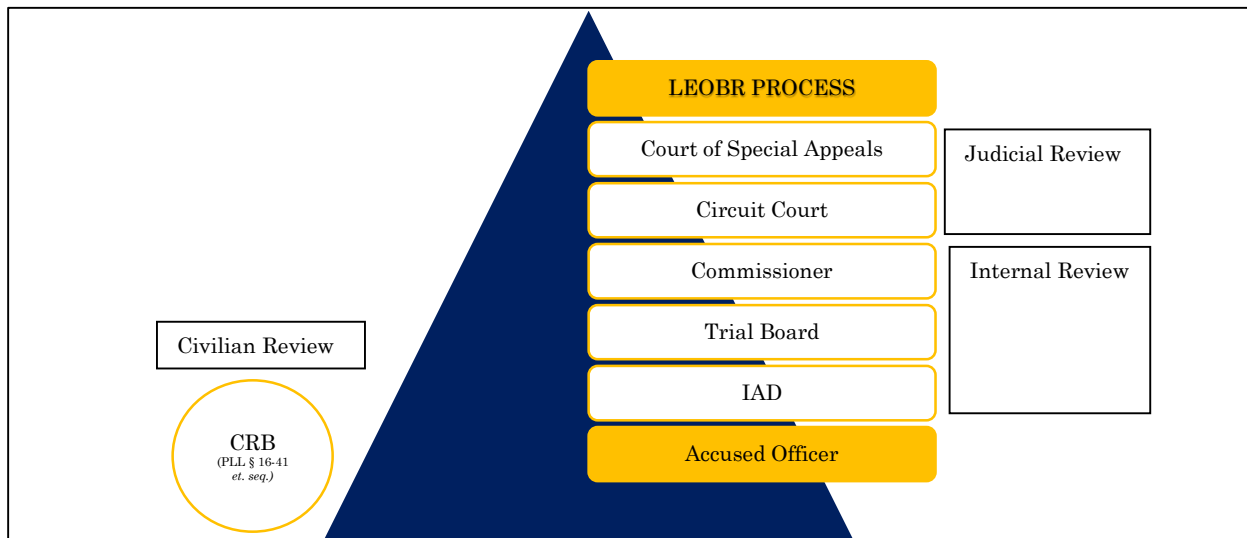 LEOBR PROCESS
Court of Special Appeals
Judicial Review
Circuit Court
Commissioner
Internal Review
Trial Board
Civilian Review
IAD
CRB
(PLL § 16-41
et. seq.)
Accused Officer